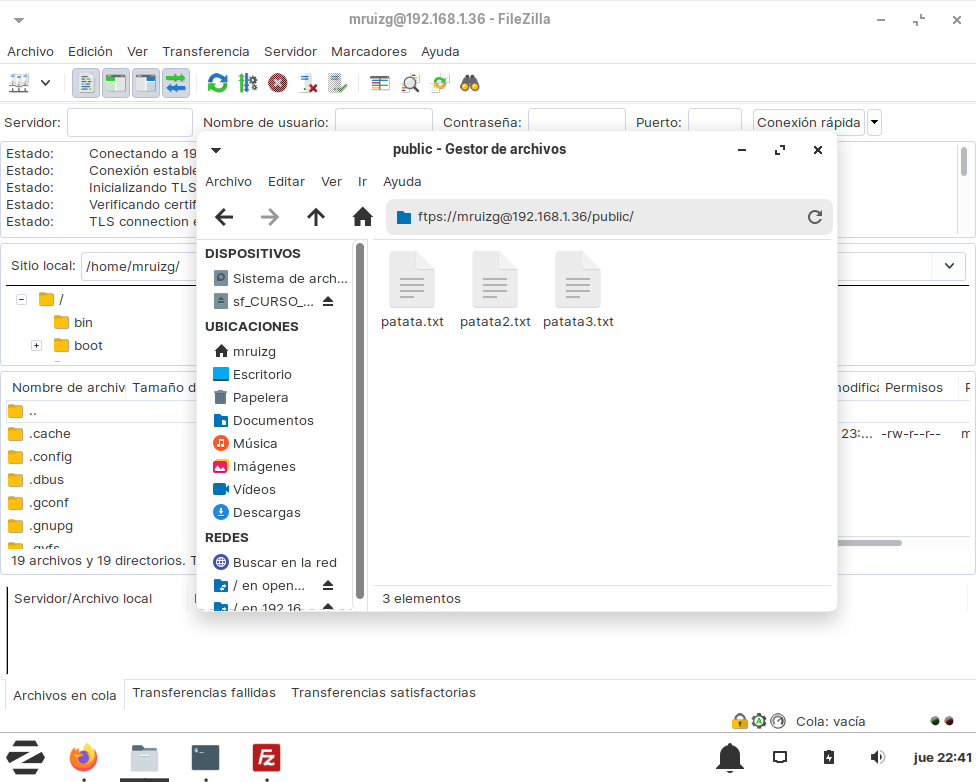 mruizg@192.168.1.36 - FileZilla
Archivo Edición Ver Transferencia Servidor Marcadores Ayuda
Servidor: Nombre de usuario: Contraseña: Puerto: Conexión rápida
Estado: Conectando a 19
Estado: Conexión estable
Estado: Inicializando TLS
Estado: Verificando certif
Estado: TLS connection e
Sitio local: /home/mruizg/
/
bin
boot
Nombre de archiv Tamaño d
..
.cache
.config
.dbus
.gconf
.gnupg
.gvfs
19 archivos y 19 directorios. T
modifica Permisos P
23:... -rw-r--r-- m
public - Gestor de archivos
Archivo Editar Ver Ir Ayuda
ftps://mruizg@192.168.1.36/public/
DISPOSITIVOS
Sistema de arch...
sf_CURSO_...
UBICACIONES
mruizg
Escritorio
Papelera
Documentos
Música
Imágenes
Vídeos
Descargas
REDES
Buscar en la red
/ en open...
/ en 192.16
patata.txt patata2.txt patata3.txt
3 elementos
Servidor/Archivo local
Archivos en cola Transferencias fallidas Transferencias satisfactorias
Cola: vacía
Fz
jue 22:41